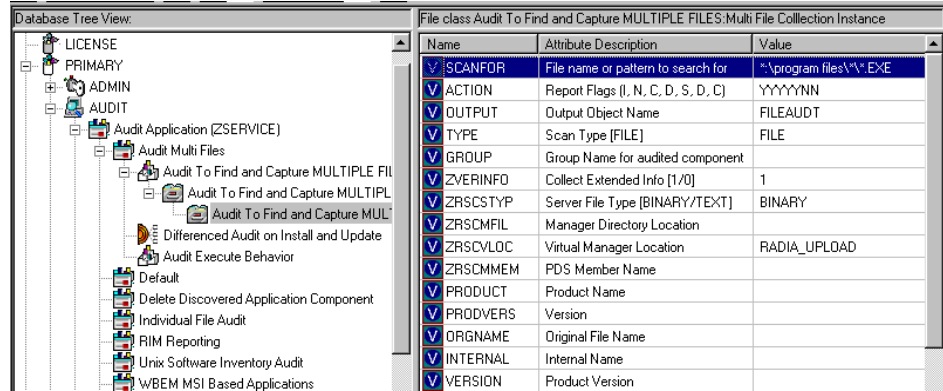 Database Tree View:
LICENSE
PRIMARY
ADMIN
AUDIT
Audit Application (ZSERVICE)
Audit Multi Files
Audit To Find and Capture MULTIPLE FIL
Audit To Find and Capture MULTIPL
Audit To Find and Capture MUL
Differenced Audit on Install and Update
Audit Execute Behavior
Default
Delete Discovered Application Component
Individual File Audit
RIM Reporting
Unix Software Inventory Audit
WBEM MSI Based Applications
File class Audit To Find and Capture MULTIPLE FILES:Multi File Colllection Instance
Name Attribute Description Value
V SCANFOR File name or pattern to search for *:\program files\*\*.EXE
V ACTION Report Flags (I, N, C, D, S, D, C) YYYYYNN
V OUTPUT Output Object Name FILEAUDT
V TYPE Scan Type [FILE] FILE
V GROUP Group Name for audited component
V ZVERINFO Collect Extended Info [1/0] 1
V ZRSCSTYP Server File Type [BINARY/TEXT] BINARY
V ZRSCMFIL Manager Directory Location
V ZRSCVLOC Virtual Manager Location RADIA_UPLOAD
V ZRSCMMEM PDS Member Name
V PRODUCT Product Name
V PRODVERS Version
V ORGNAME Original File Name
V INTERNAL Internal Name
V VERSION Product Version